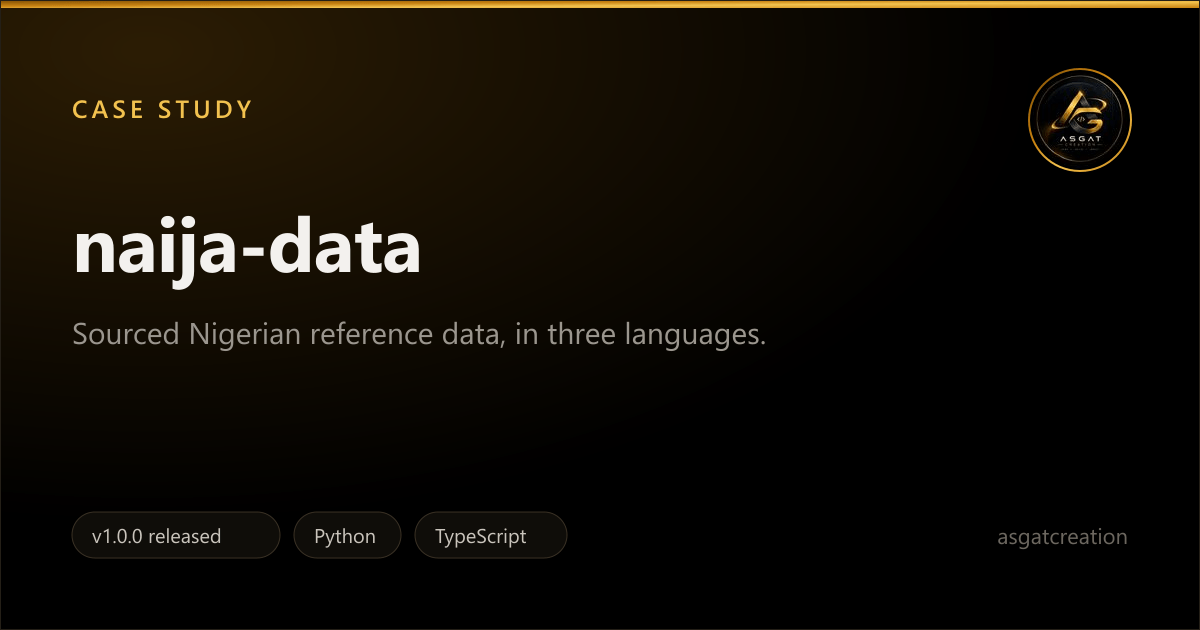 CASE STUDY
ASGAT
CREATION
naija-data
Sourced Nigerian reference data, in three languages.
v1.0.0 released
Python
TypeScript
asgatcreation